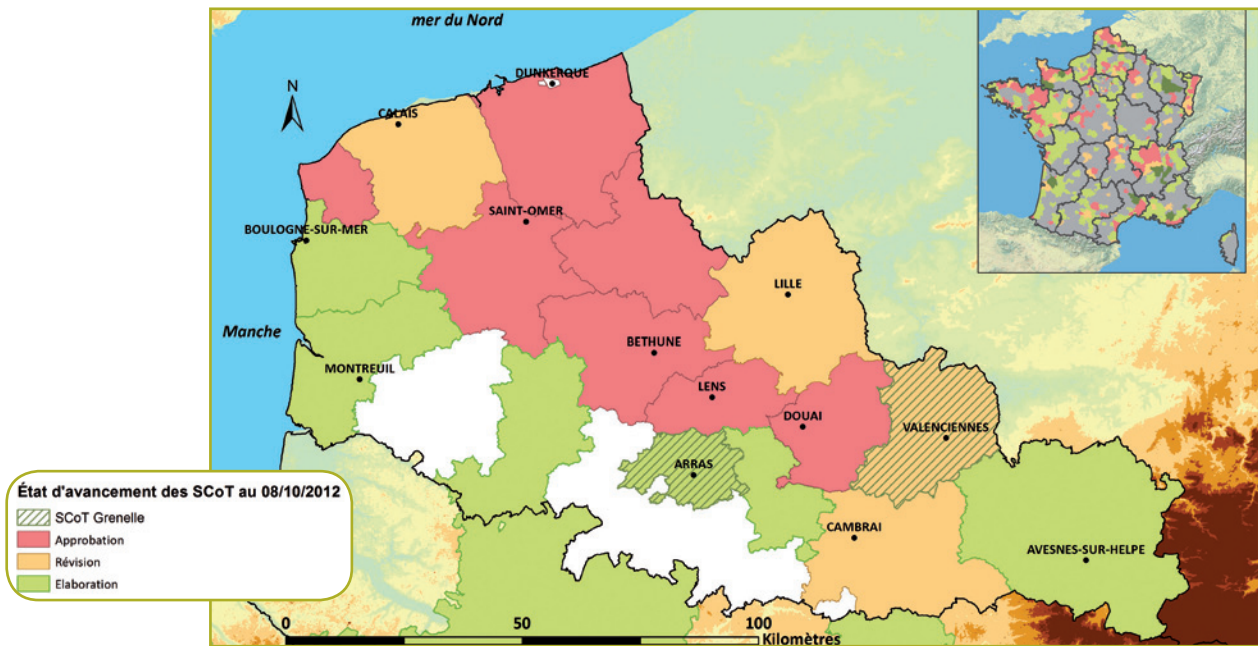 mer du Nord
N
DUNKERQUE
CALAIS
SAINT-OMER
BOULOGNE-SUR-MER
LILLE
Manche
BETHUNE
MONTREUIL
LENS
DOUAI
VALENCIENNES
ARRAS
CAMBRAI
AVESNES-SUR-HELPE
État d'avancement des SCoT au 08/10/2012
SCoT Grenelle
Approbation
Révision
Elaboration
0 50 100
Kilomètres